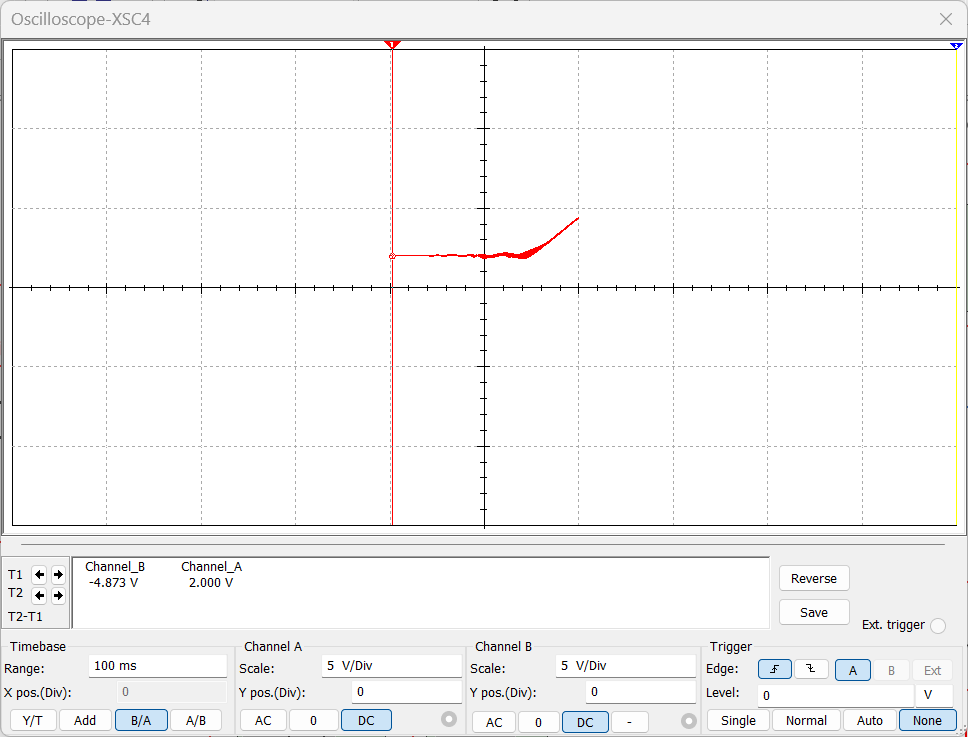 Oscilloscope-XSC4
1
2
Channel_B Channel_A
T1 -4.873 V 2.000 V
T2
T2-T1
Reverse
Save
Ext. trigger
Timebase Channel A Channel B Trigger
Range: 100 ms Scale: 5 V/Div Scale: 5 V/Div Edge: A B Ext
X pos.(Div): 0 Y pos.(Div): 0 Y pos.(Div): 0 Level: 0 V
Y/T Add B/A A/B AC 0 DC AC 0 DC - Single Normal Auto None